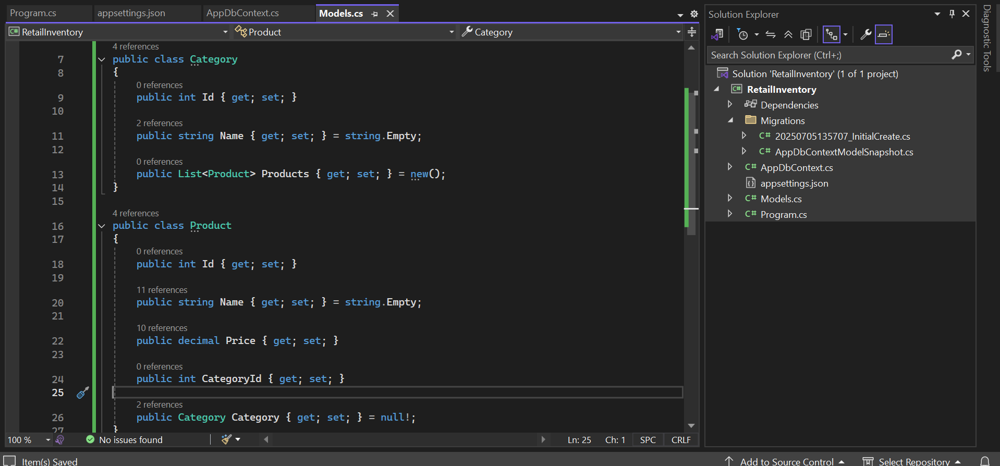 Program.cs appsettings.json AppDbContext.cs Models.cs
RetailInventory Product Category
4 references
7 public class Category
8 {
0 references
9 public int Id { get; set; }
10
2 references
11 public string Name { get; set; } = string.Empty;
12
0 references
13 public List<Product> Products { get; set; } = new();
14 }
15
4 references
16 public class Product
17 {
0 references
18 public int Id { get; set; }
19
11 references
20 public string Name { get; set; } = string.Empty;
21
10 references
22 public decimal Price { get; set; }
23
0 references
24 public int CategoryId { get; set; }
25
2 references
26 public Category Category { get; set; } = null!;
27 }
100 % No issues found Ln: 25 Ch: 1 SPC CRLF
Solution Explorer
Search Solution Explorer (Ctrl+;)
Solution 'RetailInventory' (1 of 1 project)
C# RetailInventory
Dependencies
Migrations
C# 20250705135707_InitialCreate.cs
C# AppDbContextModelSnapshot.cs
C# AppDbContext.cs
appsettings.json
C# Models.cs
C# Program.cs
Diagnostic Tools
Item(s) Saved Add to Source Control Select Repository